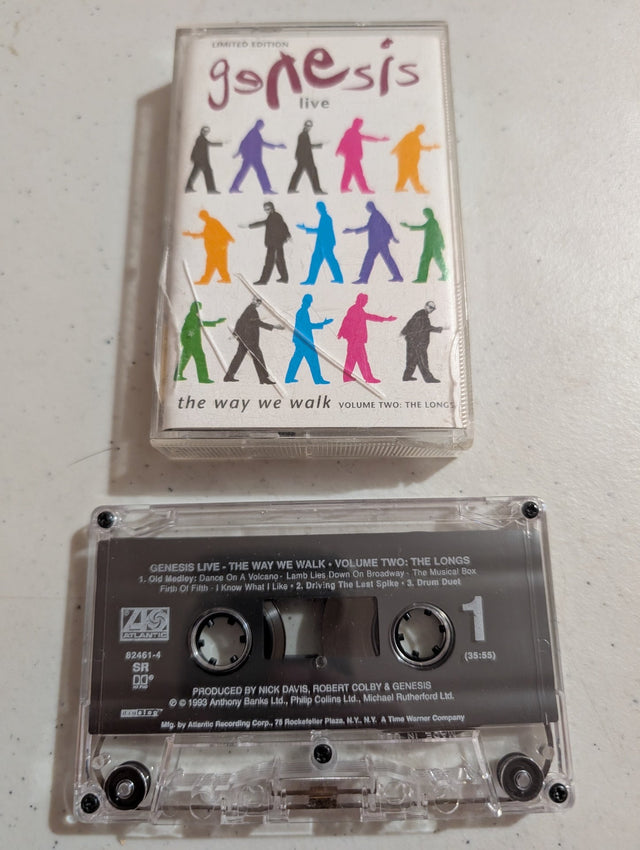 LIMITED EDITION
genesis
live
the way we walk VOLUME TWO: THE LONGS
GENESIS LIVE • THE WAY WE WALK • VOLUME TWO: THE LONGS
1. Old Medley: Dance On A Volcano - Lamb Lies Down On Broadway - The Musical Box
Firth Of Fifth - I Know What I Like • 2. Driving The Last Spike • 3. Drum Duet
ATLANTIC
1
82461-4
(35:55)
SR
HX PRO
PRODUCED BY NICK DAVIS, ROBERT COLBY & GENESIS
℗ © 1993 Anthony Banks Ltd., Philip Collins Ltd., Michael Rutherford Ltd.
Mfg. by Atlantic Recording Corp., 75 Rockefeller Plaza, N.Y., N.Y. A Time Warner Company